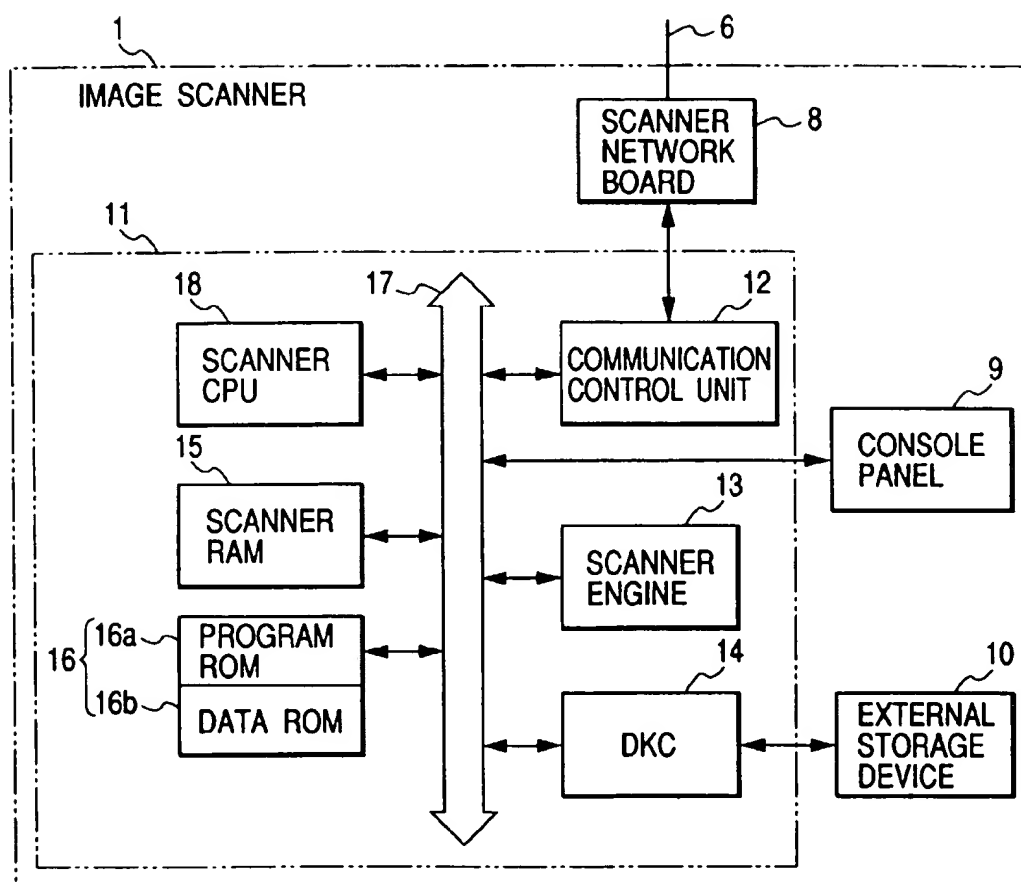 1
6
IMAGE SCANNER
SCANNER
NETWORK
BOARD
8
11
18
17
12
SCANNER
CPU
COMMUNICATION
CONTROL UNIT
9
CONSOLE
PANEL
15
13
SCANNER
RAM
SCANNER
ENGINE
16
16a
PROGRAM
ROM
16b
DATA ROM
14
DKC
10
EXTERNAL
STORAGE
DEVICE